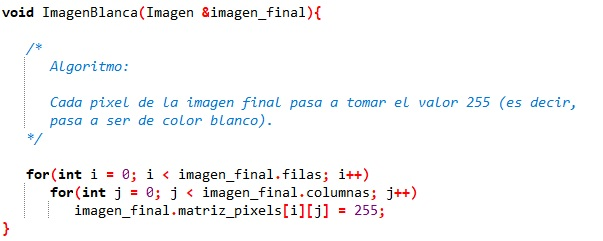 void ImagenBlanca(Imagen &imagen_final){
/*
Algoritmo:
Cada pixel de la imagen final pasa a tomar el valor 255 (es decir,
pasa a ser de color blanco).
*/
for(int i = 0; i < imagen_final.filas; i++)
for(int j = 0; j < imagen_final.columnas; j++)
imagen_final.matriz_pixels[i][j] = 255;
}